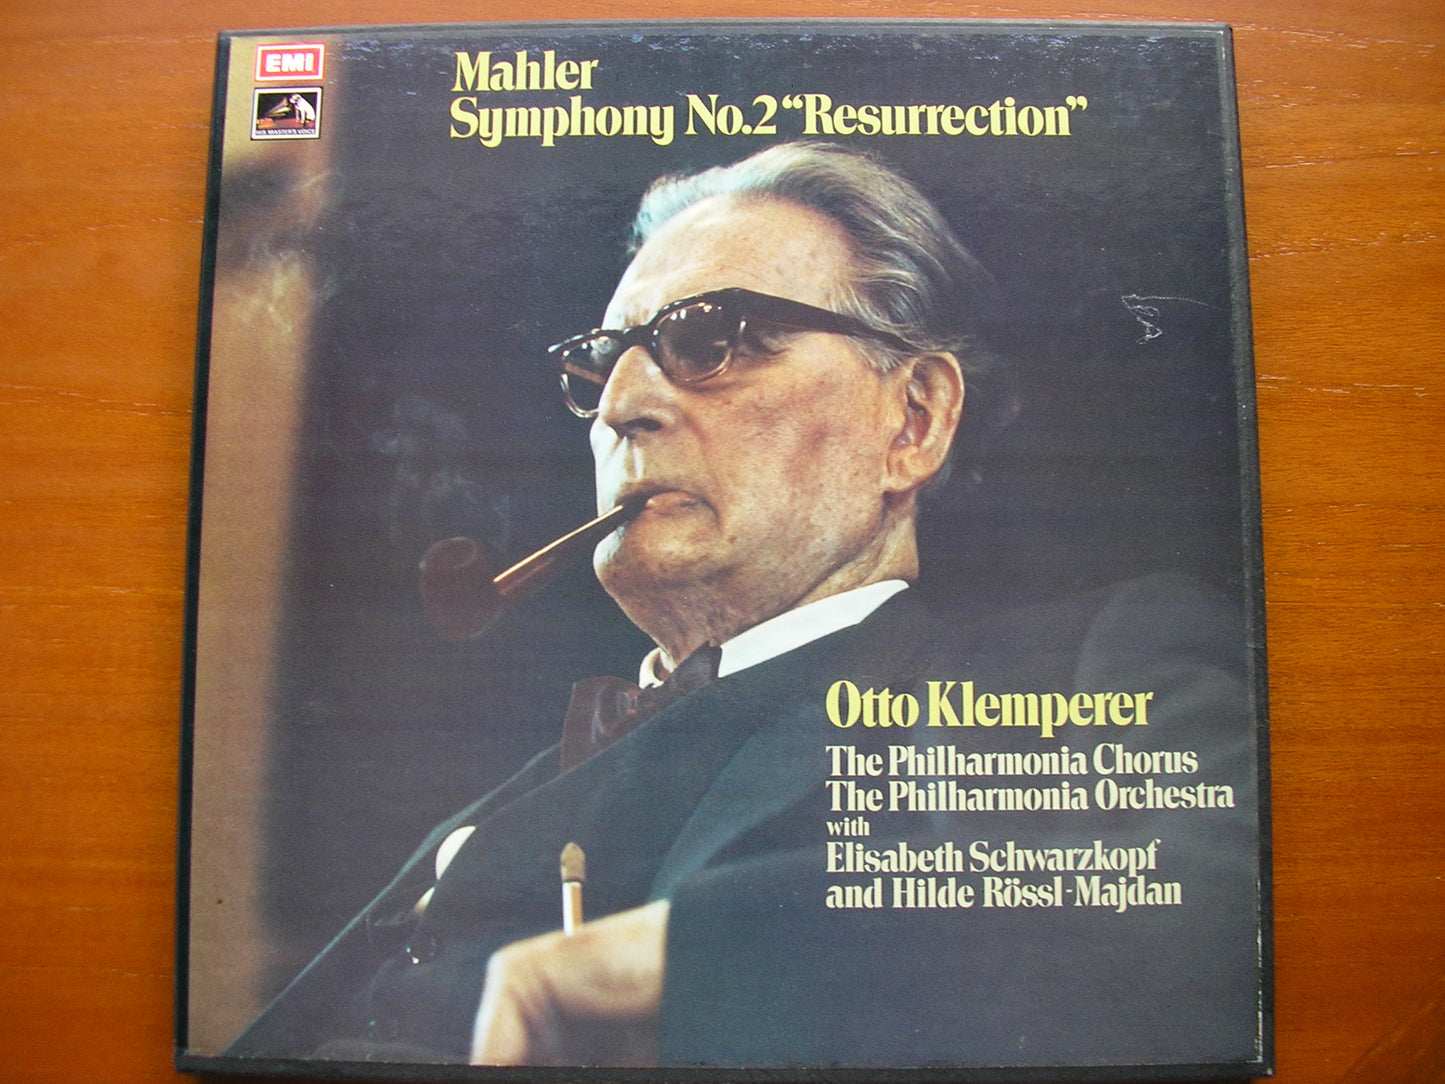 EMI
HIS MASTER'S VOICE
Mahler
Symphony No.2 “Resurrection”
Otto Klemperer
The Philharmonia Chorus
The Philharmonia Orchestra
with
Elisabeth Schwarzkopf
and Hilde Rössl-Majdan